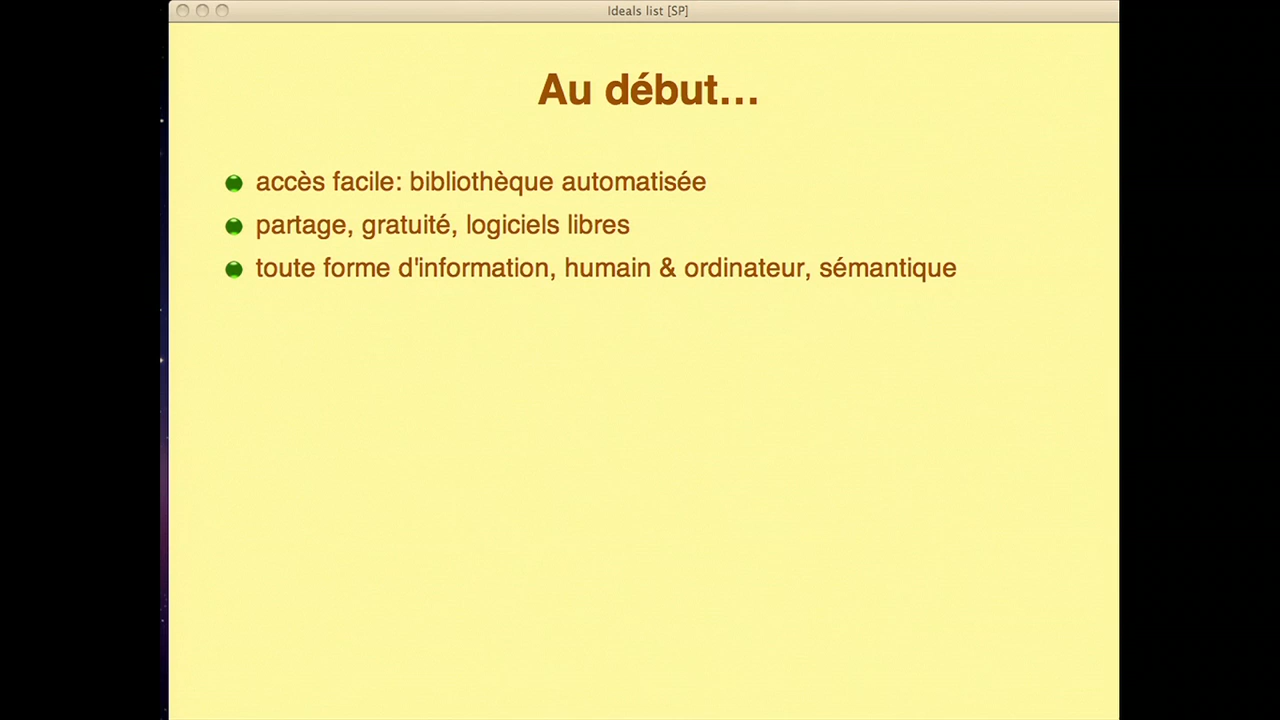 Ideals list [SP]
Au début...
accès facile: bibliothèque automatisée
partage, gratuité, logiciels libres
toute forme d'information, humain & ordinateur, sémantique